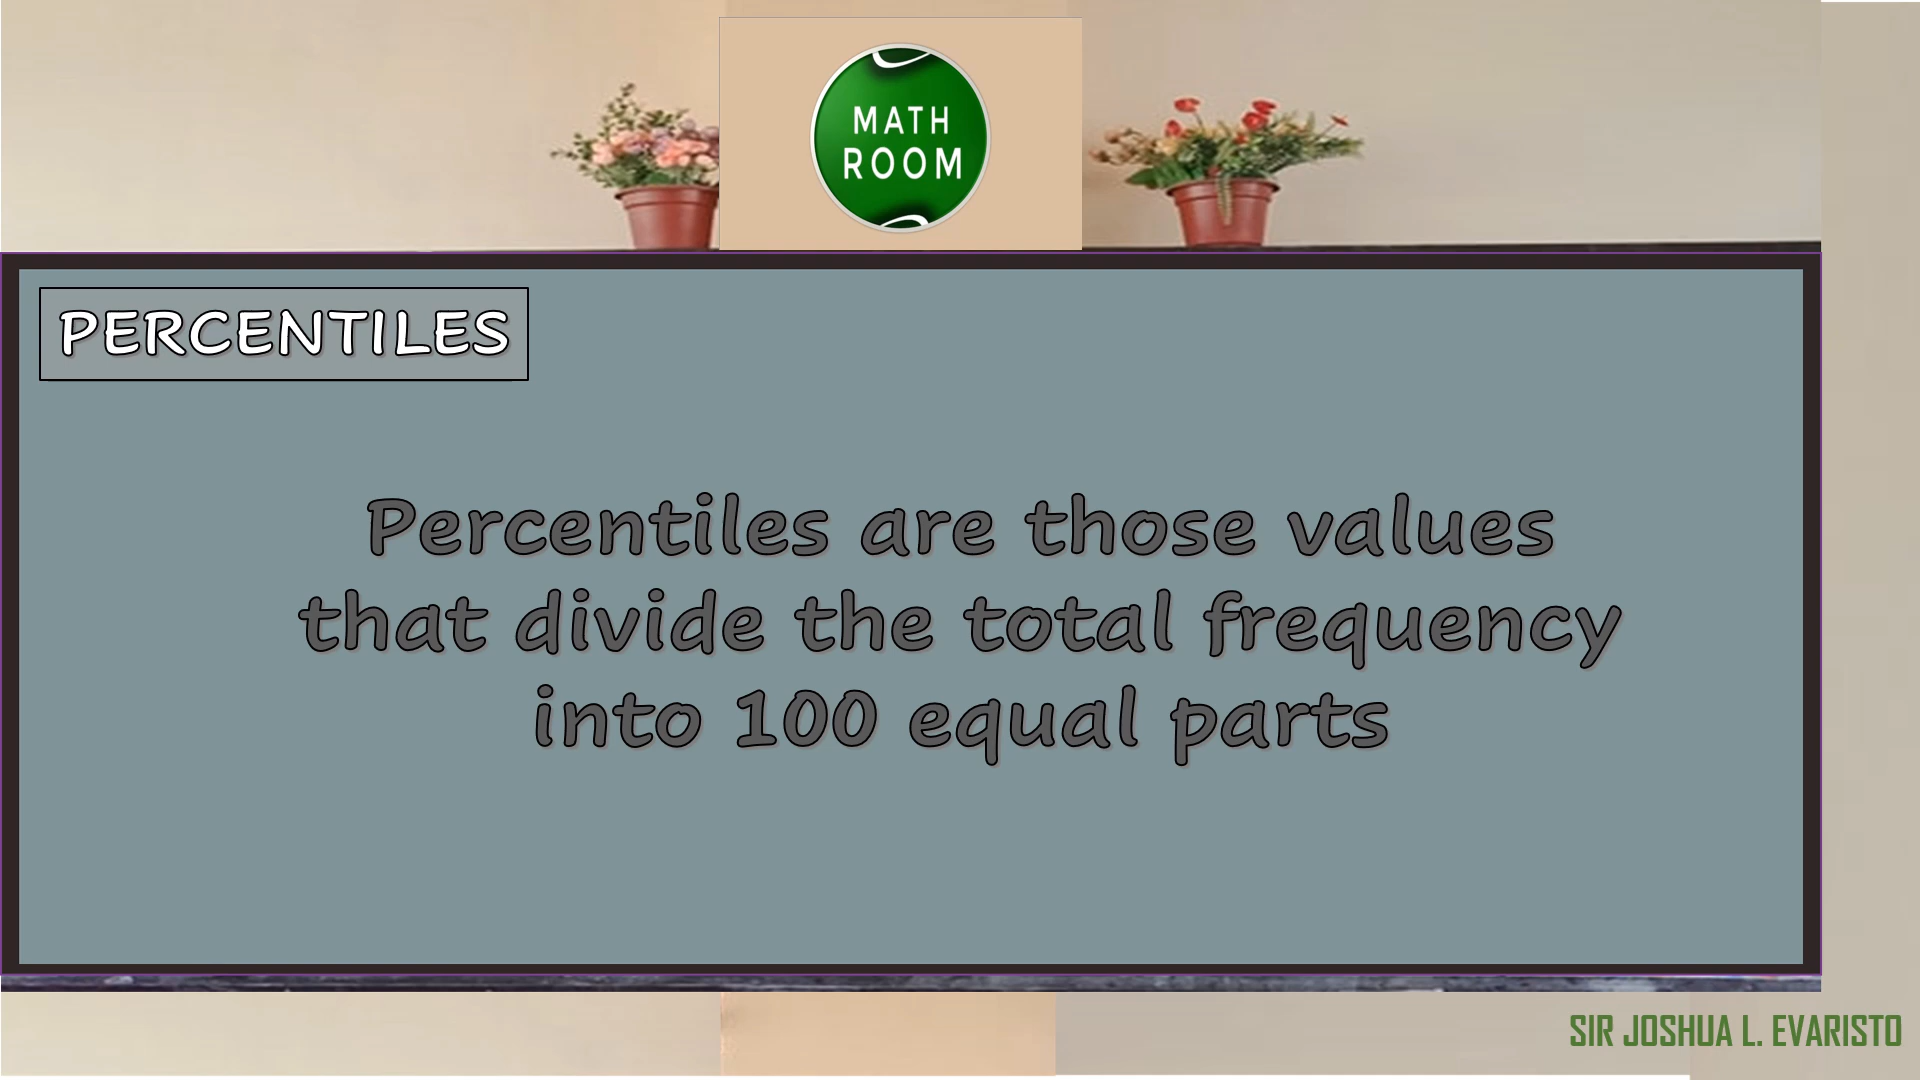 MATH
ROOM
PERCENTILES
Percentiles are those values
that divide the total frequency
into 100 equal parts
SIR JOSHUA L. EVARISTO